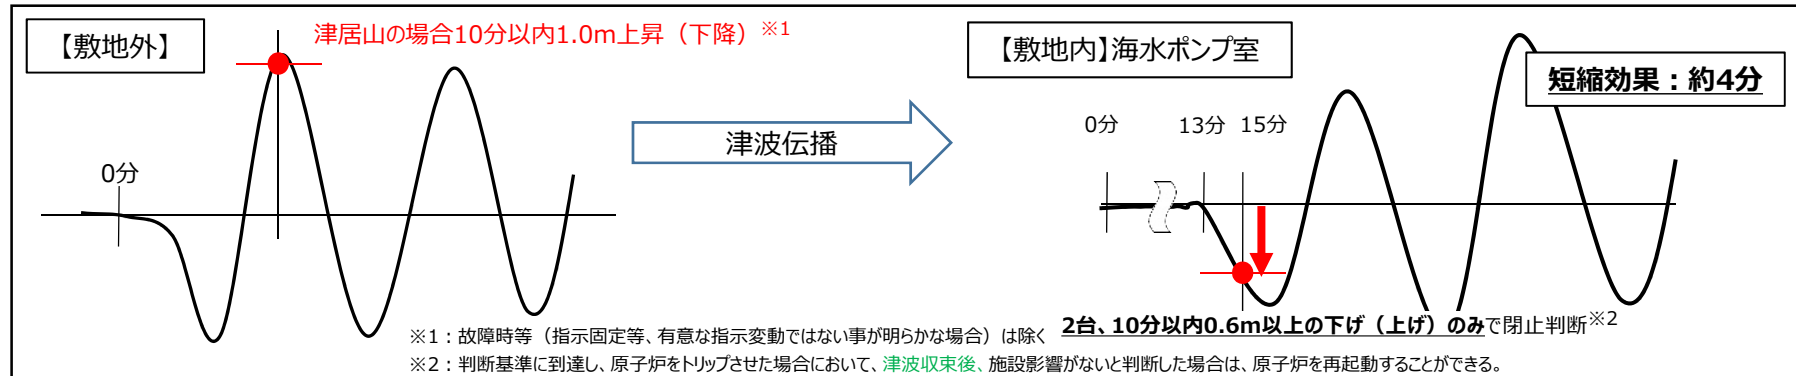 【敷地外】
津居山の場合10分以内1.0m上昇（下降）※1
0分
津波伝播
【敷地内】海水ポンプ室
短縮効果：約4分
0分
13分
15分
2台、10分以内0.6m以上の下げ（上げ）のみで閉止判断※2
※1：故障時等（指示固定等、有意な指示変動ではない事が明らかな場合）は除く
※2：判断基準に到達し、原子炉をトリップさせた場合において、津波収束後、施設影響がないと判断した場合は、原子炉を再起動することができる。